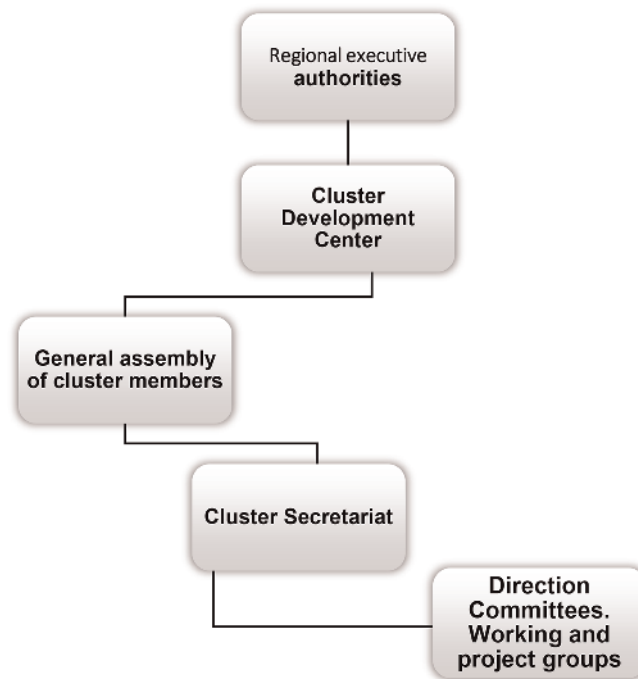 Regional executive
authorities
Cluster
Development
Center
General assembly
of cluster members
Cluster Secretariat
Direction
Committees.
Working and
project groups